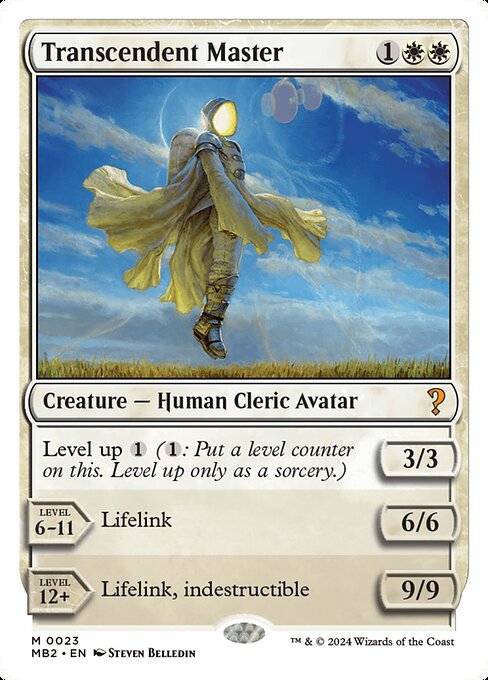 Transcendent Master 1
Creature — Human Cleric Avatar
Level up 1 (1: Put a level counter
on this. Level up only as a sorcery.)
3/3
LEVEL
6-11
Lifelink
6/6
LEVEL
12+
Lifelink, indestructible
9/9
M 0023
MB2 • EN STEVEN BELLEDIN
™ & © 2024 Wizards of the Coast